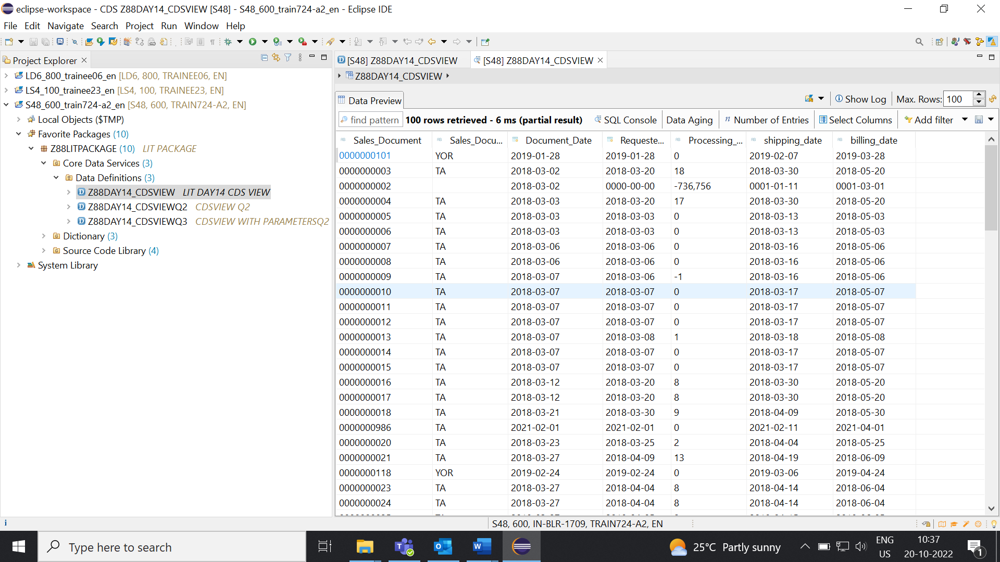 eclipse-workspace - CDS Z88DAY14_CDSVIEW [S48] - S48_600_train724-a2_en - Eclipse IDE
File Edit Navigate Search Project Run Window Help
Project Explorer
LD6_800_trainee06_en [LD6, 800, TRAINEE06, EN]
LS4_100_trainee23_en [LS4, 100, TRAINEE23, EN]
S48_600_train724-a2_en [S48, 600, TRAIN724-A2, EN]
Local Objects ($TMP)
Favorite Packages (10)
Z88LITPACKAGE (10) LIT PACKAGE
Core Data Services (3)
Data Definitions (3)
Z88DAY14_CDSVIEW LIT DAY14 CDS VIEW
Z88DAY14_CDSVIEWQ2 CDSVIEW Q2
Z88DAY14_CDSVIEWQ3 CDSVIEW WITH PARAMETERSQ2
Dictionary (3)
Source Code Library (4)
System Library
[S48] Z88DAY14_CDSVIEW [S48] Z88DAY14_CDSVIEW
Z88DAY14_CDSVIEW
Data Preview Show Log Max. Rows: 100
find pattern 100 rows retrieved - 6 ms (partial result) SQL Console Data Aging Number of Entries Select Columns Add filter
Sales_Document Sales_Docu... Document_Date Requeste... Processing_... shipping_date billing_date
0000000101 YOR 2019-01-28 2019-01-28 0 2019-02-07 2019-03-28
0000000003 TA 2018-03-02 2018-03-20 18 2018-03-30 2018-05-20
0000000002 2018-03-02 0000-00-00 -736,756 0001-01-11 0001-03-01
0000000004 TA 2018-03-03 2018-03-20 17 2018-03-30 2018-05-20
0000000005 TA 2018-03-03 2018-03-03 0 2018-03-13 2018-05-03
0000000006 TA 2018-03-03 2018-03-03 0 2018-03-13 2018-05-03
0000000007 TA 2018-03-06 2018-03-06 0 2018-03-16 2018-05-06
0000000008 TA 2018-03-06 2018-03-06 0 2018-03-16 2018-05-06
0000000009 TA 2018-03-07 2018-03-06 -1 2018-03-16 2018-05-06
0000000010 TA 2018-03-07 2018-03-07 0 2018-03-17 2018-05-07
0000000011 TA 2018-03-07 2018-03-07 0 2018-03-17 2018-05-07
0000000012 TA 2018-03-07 2018-03-07 0 2018-03-17 2018-05-07
0000000013 TA 2018-03-07 2018-03-08 1 2018-03-18 2018-05-08
0000000014 TA 2018-03-07 2018-03-07 0 2018-03-17 2018-05-07
0000000015 TA 2018-03-07 2018-03-07 0 2018-03-17 2018-05-07
0000000016 TA 2018-03-12 2018-03-20 8 2018-03-30 2018-05-20
0000000017 TA 2018-03-12 2018-03-20 8 2018-03-30 2018-05-20
0000000018 TA 2018-03-21 2018-03-30 9 2018-04-09 2018-05-30
0000000986 TA 2021-02-01 2021-02-01 0 2021-02-11 2021-04-01
0000000020 TA 2018-03-23 2018-03-25 2 2018-04-04 2018-05-25
0000000021 TA 2018-03-27 2018-04-09 13 2018-04-19 2018-06-09
0000000118 YOR 2019-02-24 2019-02-24 0 2019-03-06 2019-04-24
0000000023 TA 2018-03-27 2018-04-04 8 2018-04-14 2018-06-04
0000000024 TA 2018-03-27 2018-04-04 8 2018-04-14 2018-06-04
S48, 600, IN-BLR-1709, TRAIN724-A2, EN
Type here to search
25°C Partly sunny
ENG
US
10:37
20-10-2022
1